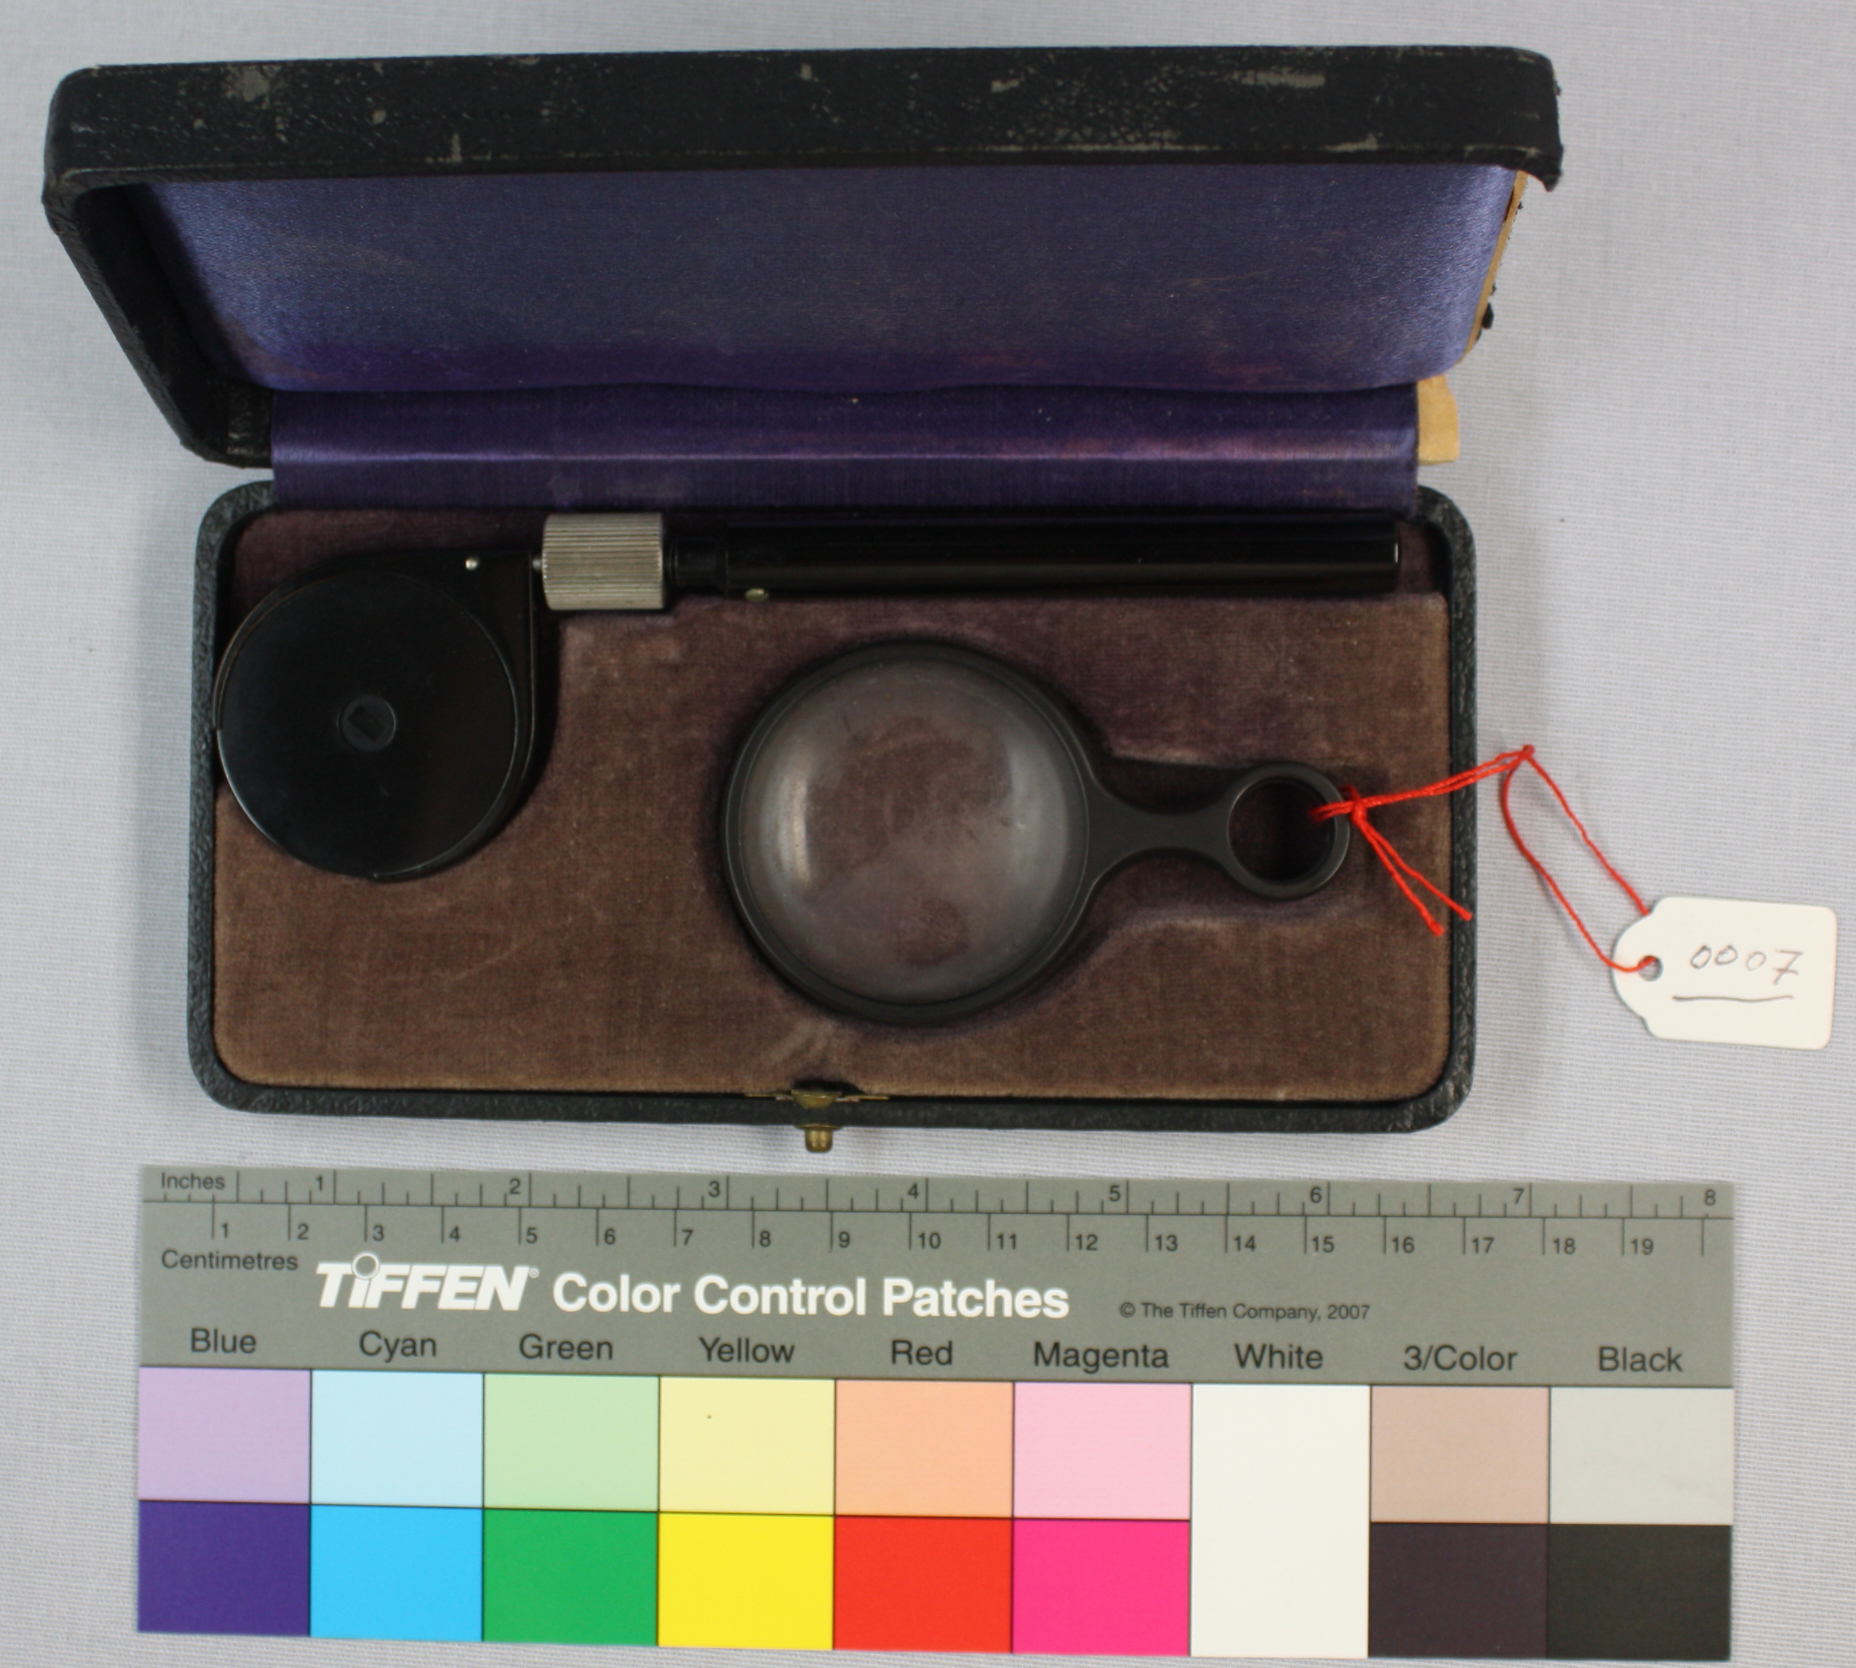 0007
Inches 1 2 3 4 5 6 7 8
1 2 3 4 5 6 7 8 9 10 11 12 13 14 15 16 17 18 19
Centimetres
TiFFEN® Color Control Patches © The Tiffen Company, 2007
Blue Cyan Green Yellow Red Magenta White 3/Color Black